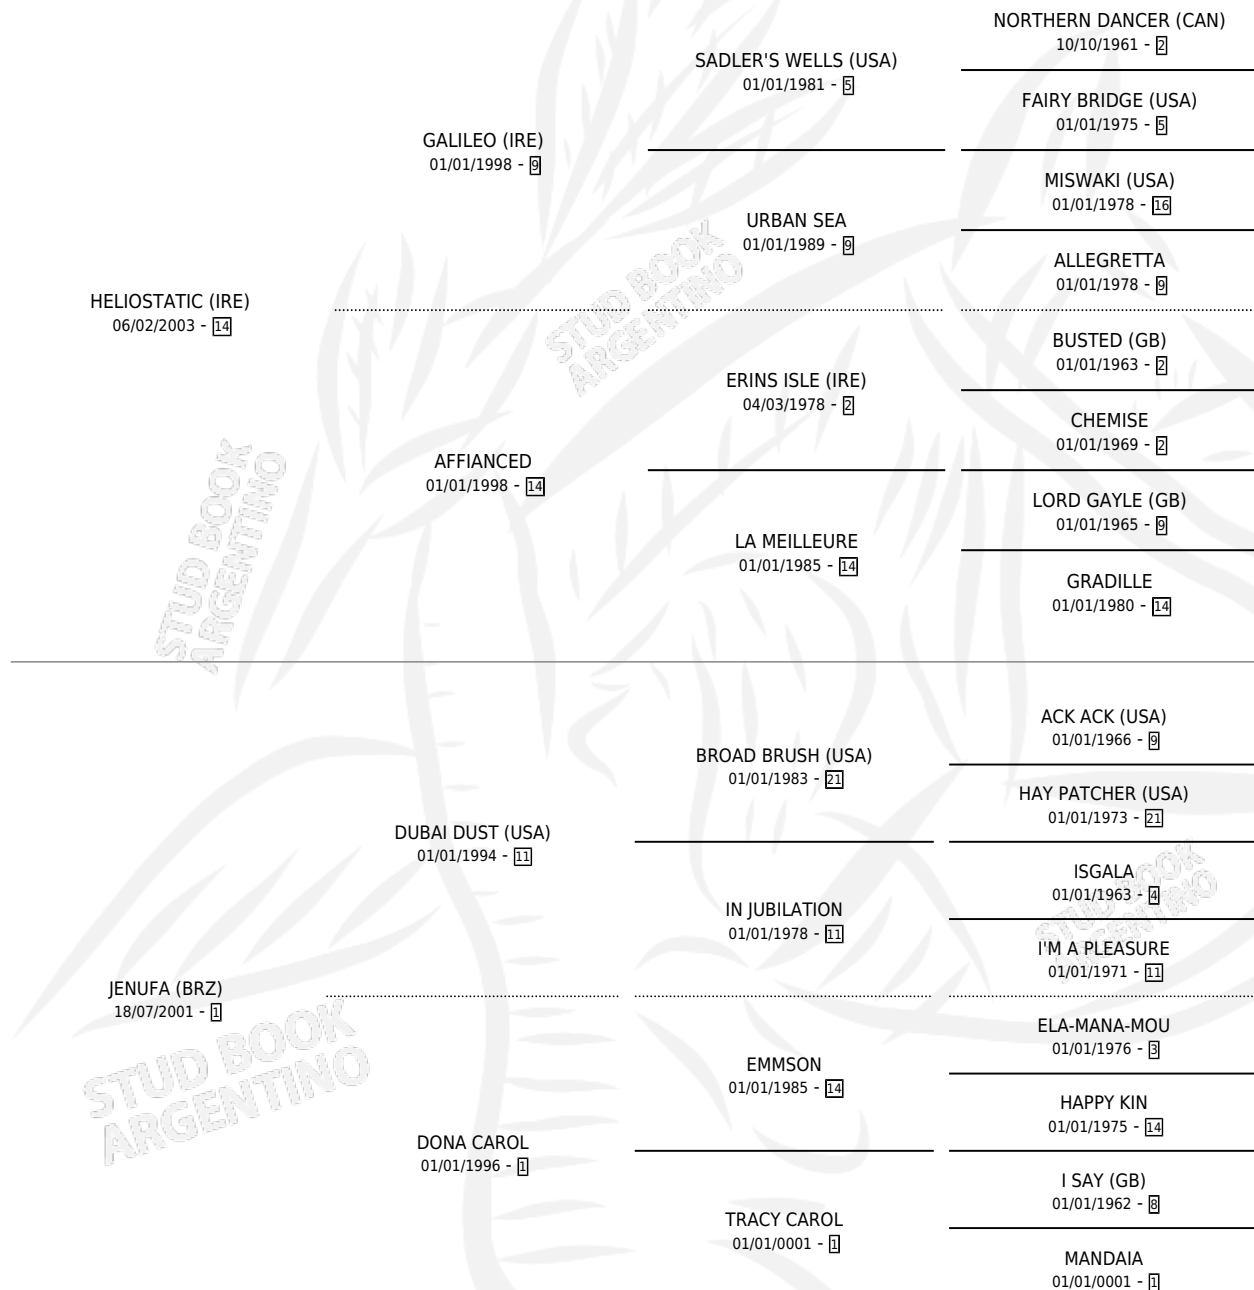 NORTHERN DANCER (CAN)
10/10/1961 - 2
SADLER'S WELLS (USA)
01/01/1981 - 5
FAIRY BRIDGE (USA)
01/01/1975 - 5
GALILEO (IRE)
01/01/1998 - 9
MISWAKI (USA)
01/01/1978 - 16
URBAN SEA
01/01/1989 - 9
ALLEGRETTA
01/01/1978 - 9
HELIOSTATIC (IRE)
06/02/2003 - 14
STUD BOOK
ARGENTINO
BUSTED (GB)
01/01/1963 - 2
ERINS ISLE (IRE)
04/03/1978 - 2
CHEMISE
01/01/1969 - 2
AFFIANCED
01/01/1998 - 14
LORD GAYLE (GB)
01/01/1965 - 9
LA MEILLEURE
01/01/1985 - 14
GRADILLE
01/01/1980 - 14
STUD BOOK
ARGENTINO
ACK ACK (USA)
01/01/1966 - 9
BROAD BRUSH (USA)
01/01/1983 - 21
HAY PATCHER (USA)
01/01/1973 - 21
DUBAI DUST (USA)
01/01/1994 - 11
ISGALA
01/01/1963 - 4
IN JUBILATION
01/01/1978 - 11
I'M A PLEASURE
01/01/1971 - 11
STUD BOOK
ARGENTINO
JENUFA (BRZ)
18/07/2001 - 1
ELA-MANA-MOU
01/01/1976 - 3
EMMSON
01/01/1985 - 14
HAPPY KIN
01/01/1975 - 14
STUD BOOK
ARGENTINO
DONA CAROL
01/01/1996 - 1
I SAY (GB)
01/01/1962 - 8
TRACY CAROL
01/01/0001 - 1
MANDAIA
01/01/0001 - 1